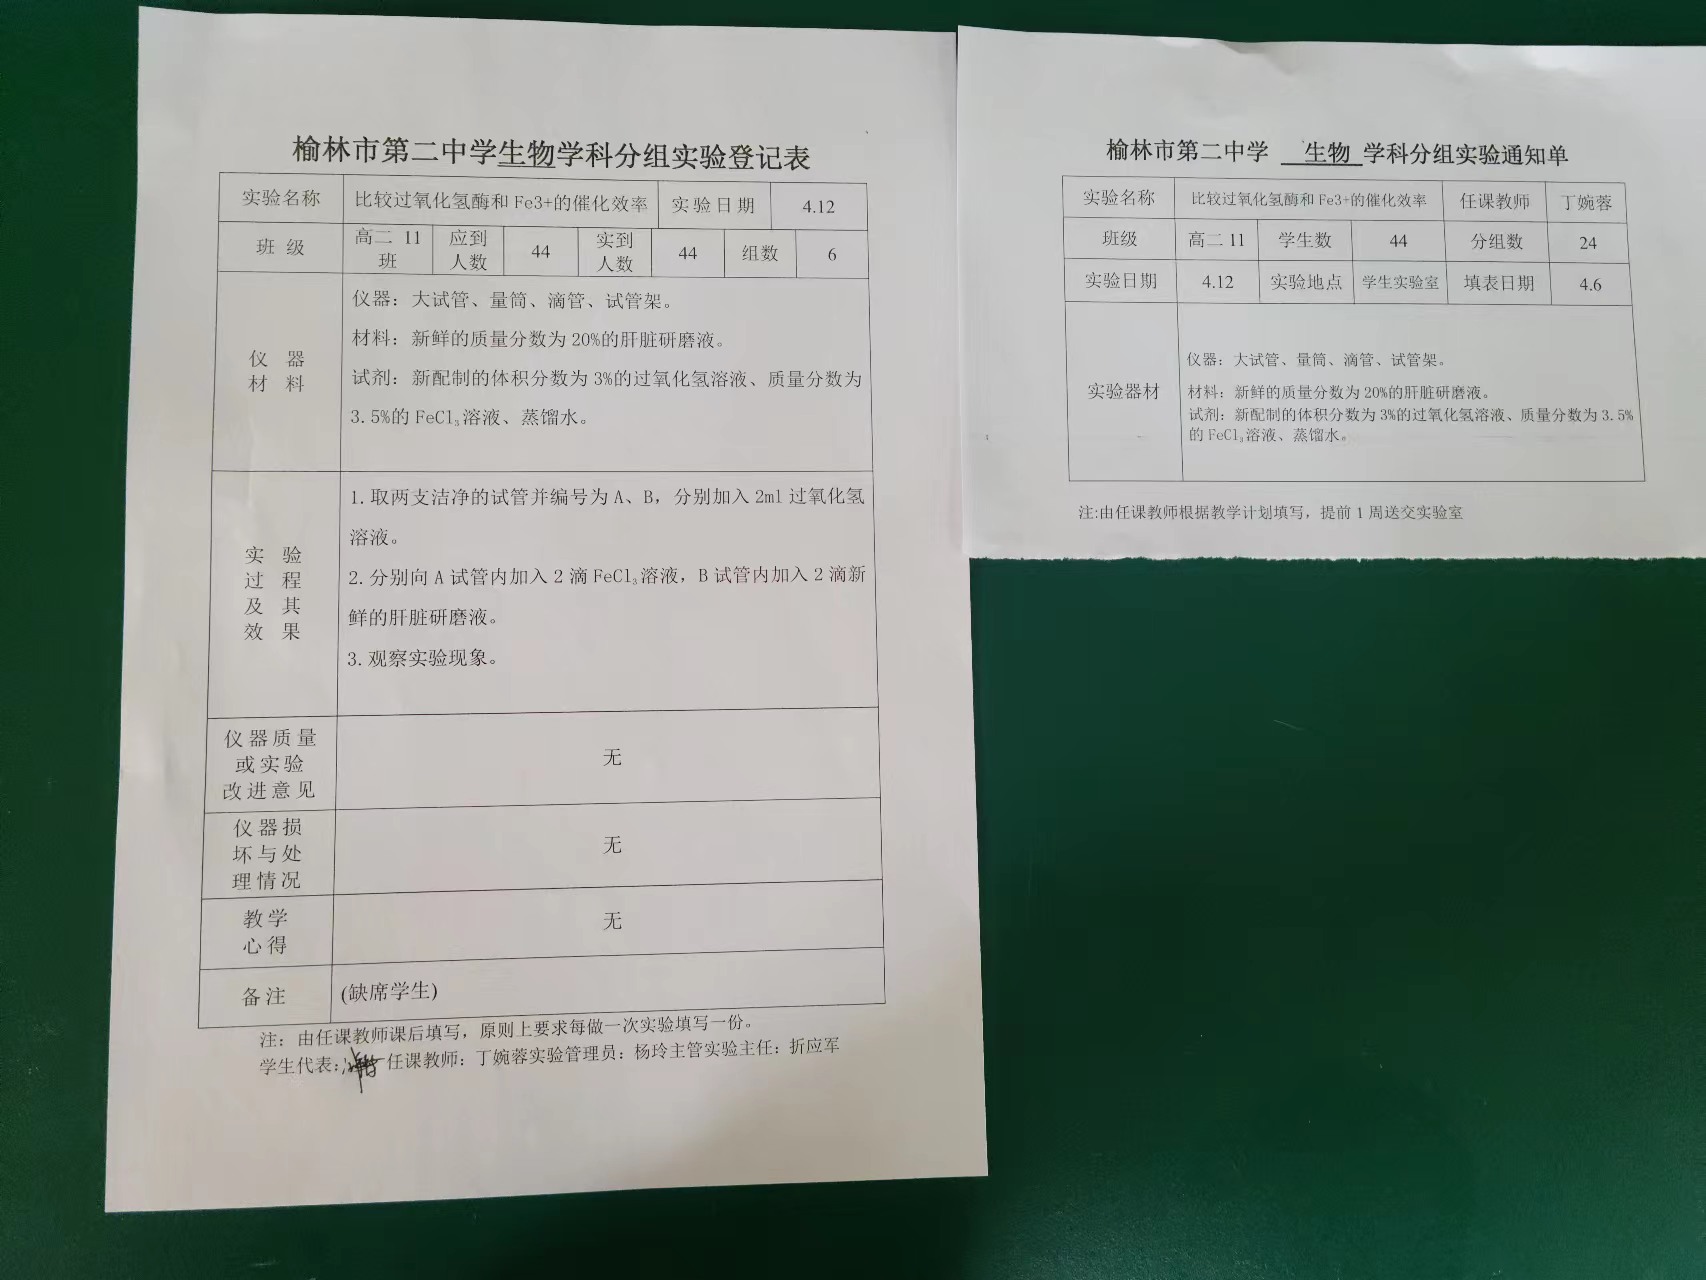 榆林市第二中学生物学科分组实验登记表
实验名称 比较过氧化氢酶和 Fe3+的催化效率 实验日期 4.12
班 级 高二 11 班 应到人数 44 实到人数 44 组数 6
仪 器 材 料
仪器：大试管、量筒、滴管、试管架。
材料：新鲜的质量分数为 20%的肝脏研磨液。
试剂：新配制的体积分数为 3%的过氧化氢溶液、质量分数为
3.5%的 FeCl₃溶液、蒸馏水。
实 验 过 程 及 其 效 果
1.取两支洁净的试管并编号为 A、B，分别加入 2ml 过氧化氢
溶液。
2.分别向 A 试管内加入 2 滴 FeCl₃溶液，B 试管内加入 2 滴新
鲜的肝脏研磨液。
3.观察实验现象。
仪器质量或实验改进意见 无
仪器损坏与处理情况 无
教学心得 无
备注 (缺席学生)
注：由任课教师课后填写，原则上要求每做一次实验填写一份。
学生代表： 任课教师：丁婉蓉实验管理员：杨玲主管实验主任：折应军
榆林市第二中学 生物 学科分组实验通知单
实验名称 比较过氧化氢酶和 Fe3+的催化效率 任课教师 丁婉蓉
班级 高二 11 学生数 44 分组数 24
实验日期 4.12 实验地点 学生实验室 填表日期 4.6
实验器材
仪器：大试管、量筒、滴管、试管架。
材料：新鲜的质量分数为 20%的肝脏研磨液。
试剂：新配制的体积分数为 3%的过氧化氢溶液、质量分数为 3.5%
的 FeCl₃溶液、蒸馏水。
注:由任课教师根据教学计划填写，提前 1 周送交实验室